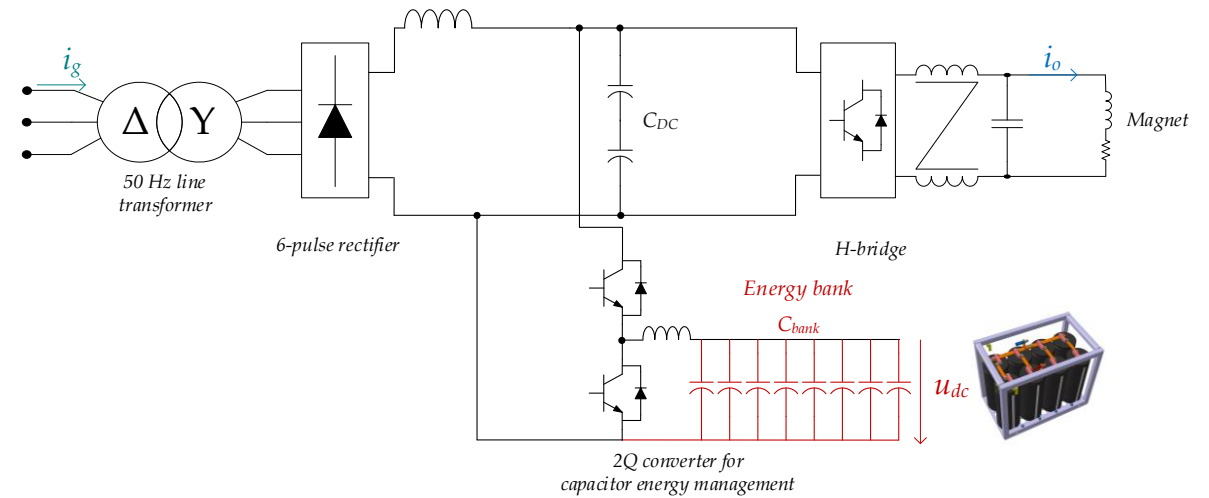 i_g
Δ Y
50 Hz line
transformer
6-pulse rectifier
C_DC
H-bridge
i_o
Magnet
Energy bank
C_bank
u_dc
2Q converter for
capacitor energy management